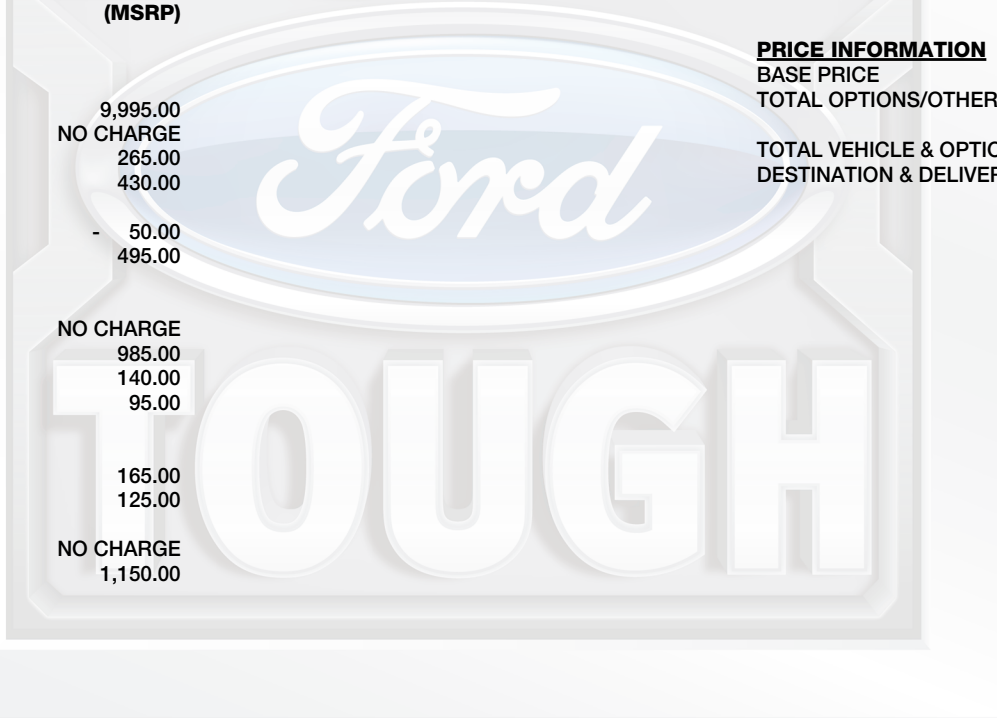 (MSRP)
9,995.00
NO CHARGE
265.00
430.00
- 50.00
495.00
NO CHARGE
985.00
140.00
95.00
165.00
125.00
NO CHARGE
1,150.00
PRICE INFORMATION
BASE PRICE
TOTAL OPTIONS/OTHER
TOTAL VEHICLE & OPTIO
DESTINATION & DELIVER
Ford
TOUGH